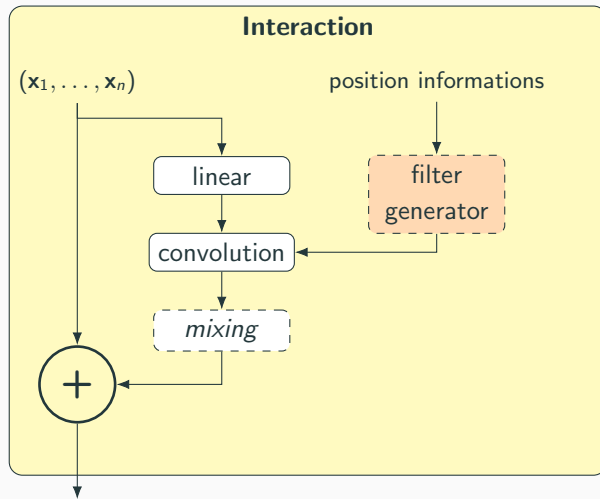 Interaction
(x₁, . . . , xₙ)
position informations
linear
filter
generator
convolution
mixing
+